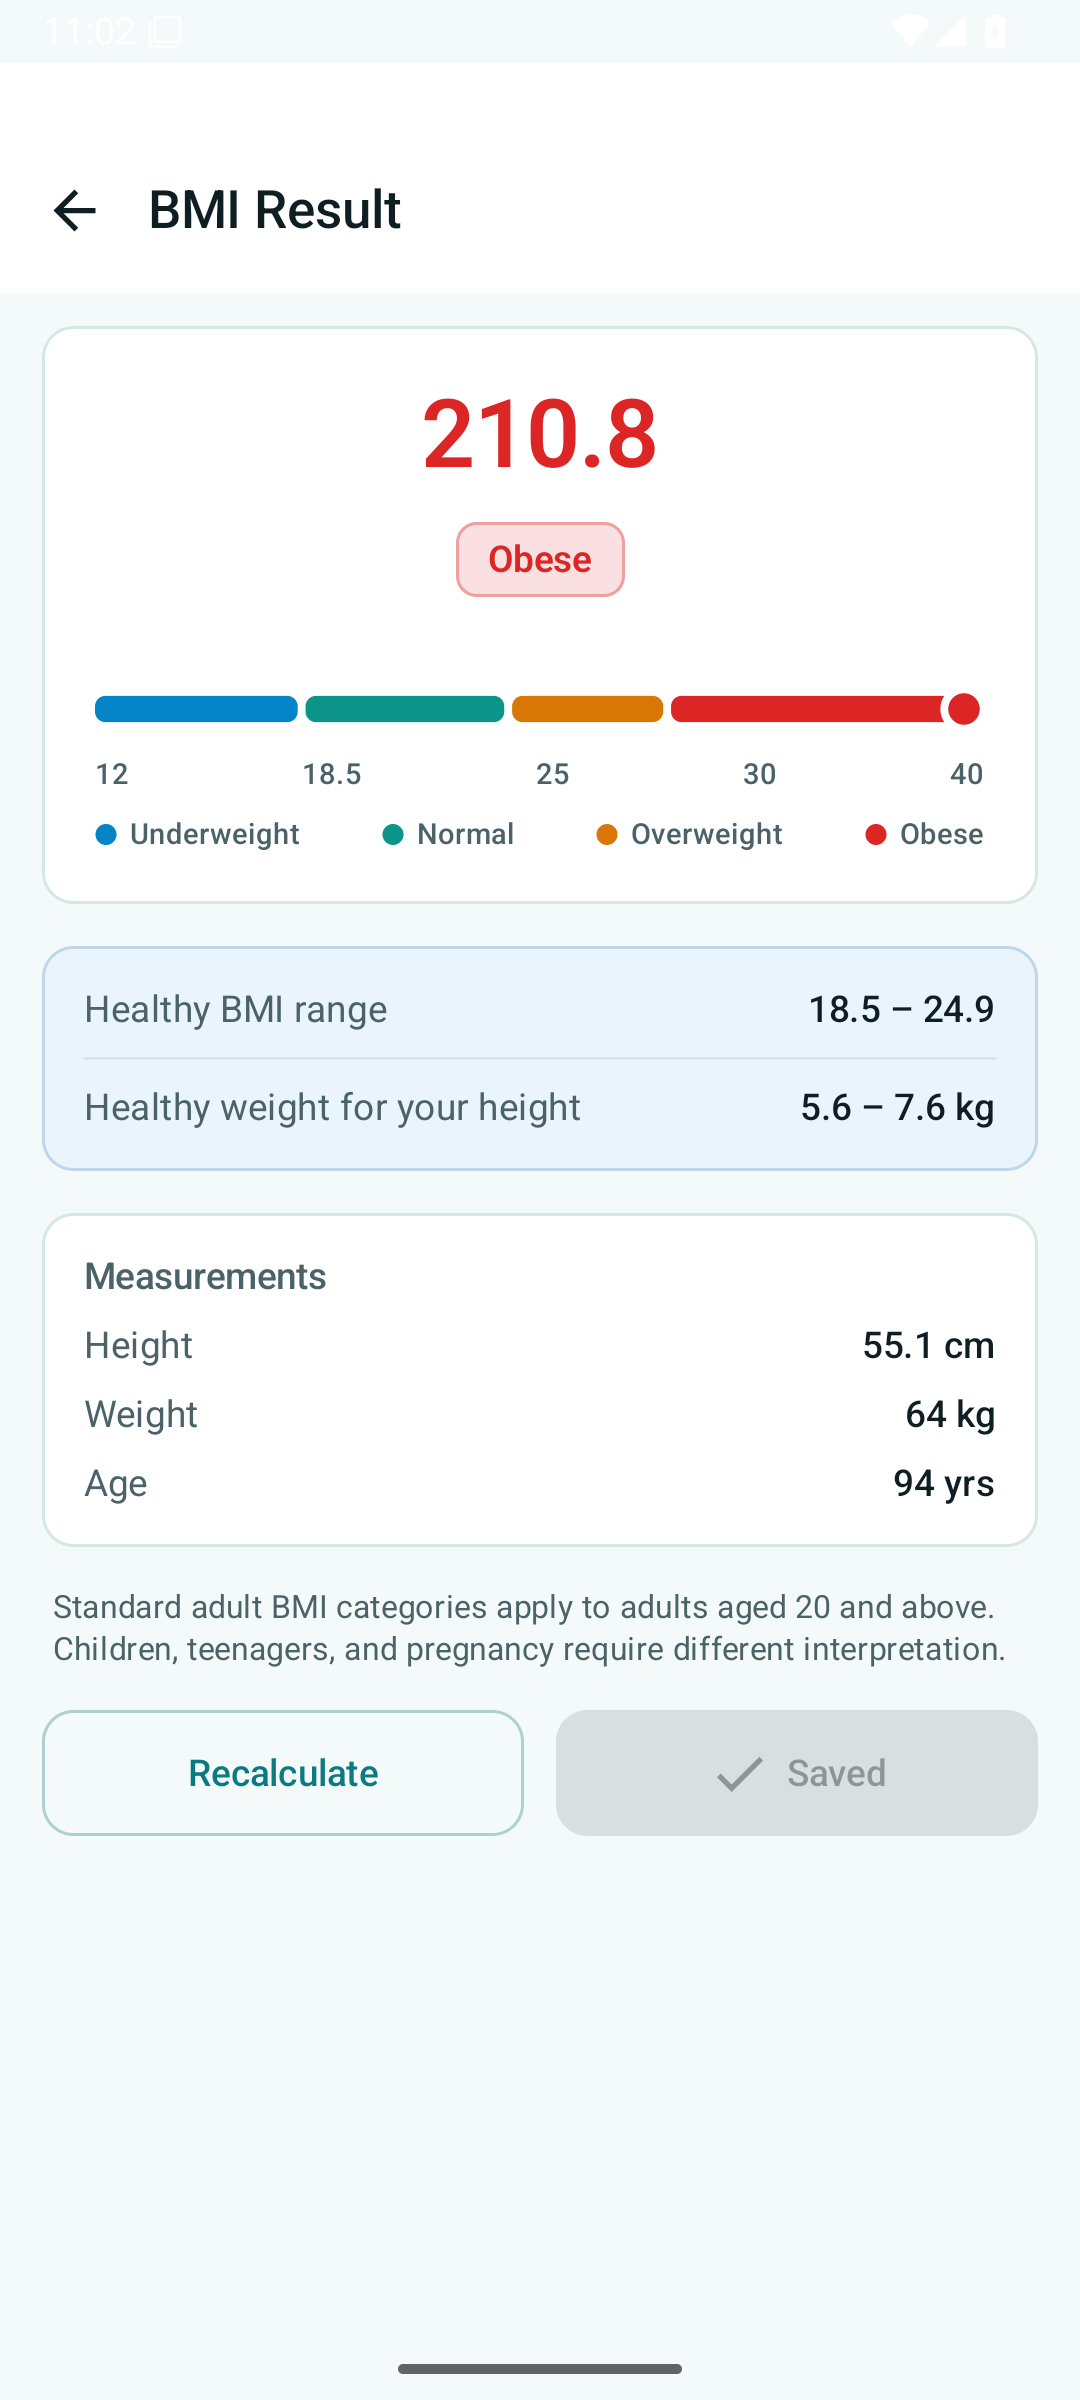 11:02
BMI Result
210.8
Obese
12 18.5 25 30 40
Underweight Normal Overweight Obese
Healthy BMI range 18.5 – 24.9
Healthy weight for your height 5.6 – 7.6 kg
Measurements
Height 55.1 cm
Weight 64 kg
Age 94 yrs
Standard adult BMI categories apply to adults aged 20 and above.
Children, teenagers, and pregnancy require different interpretation.
Recalculate Saved